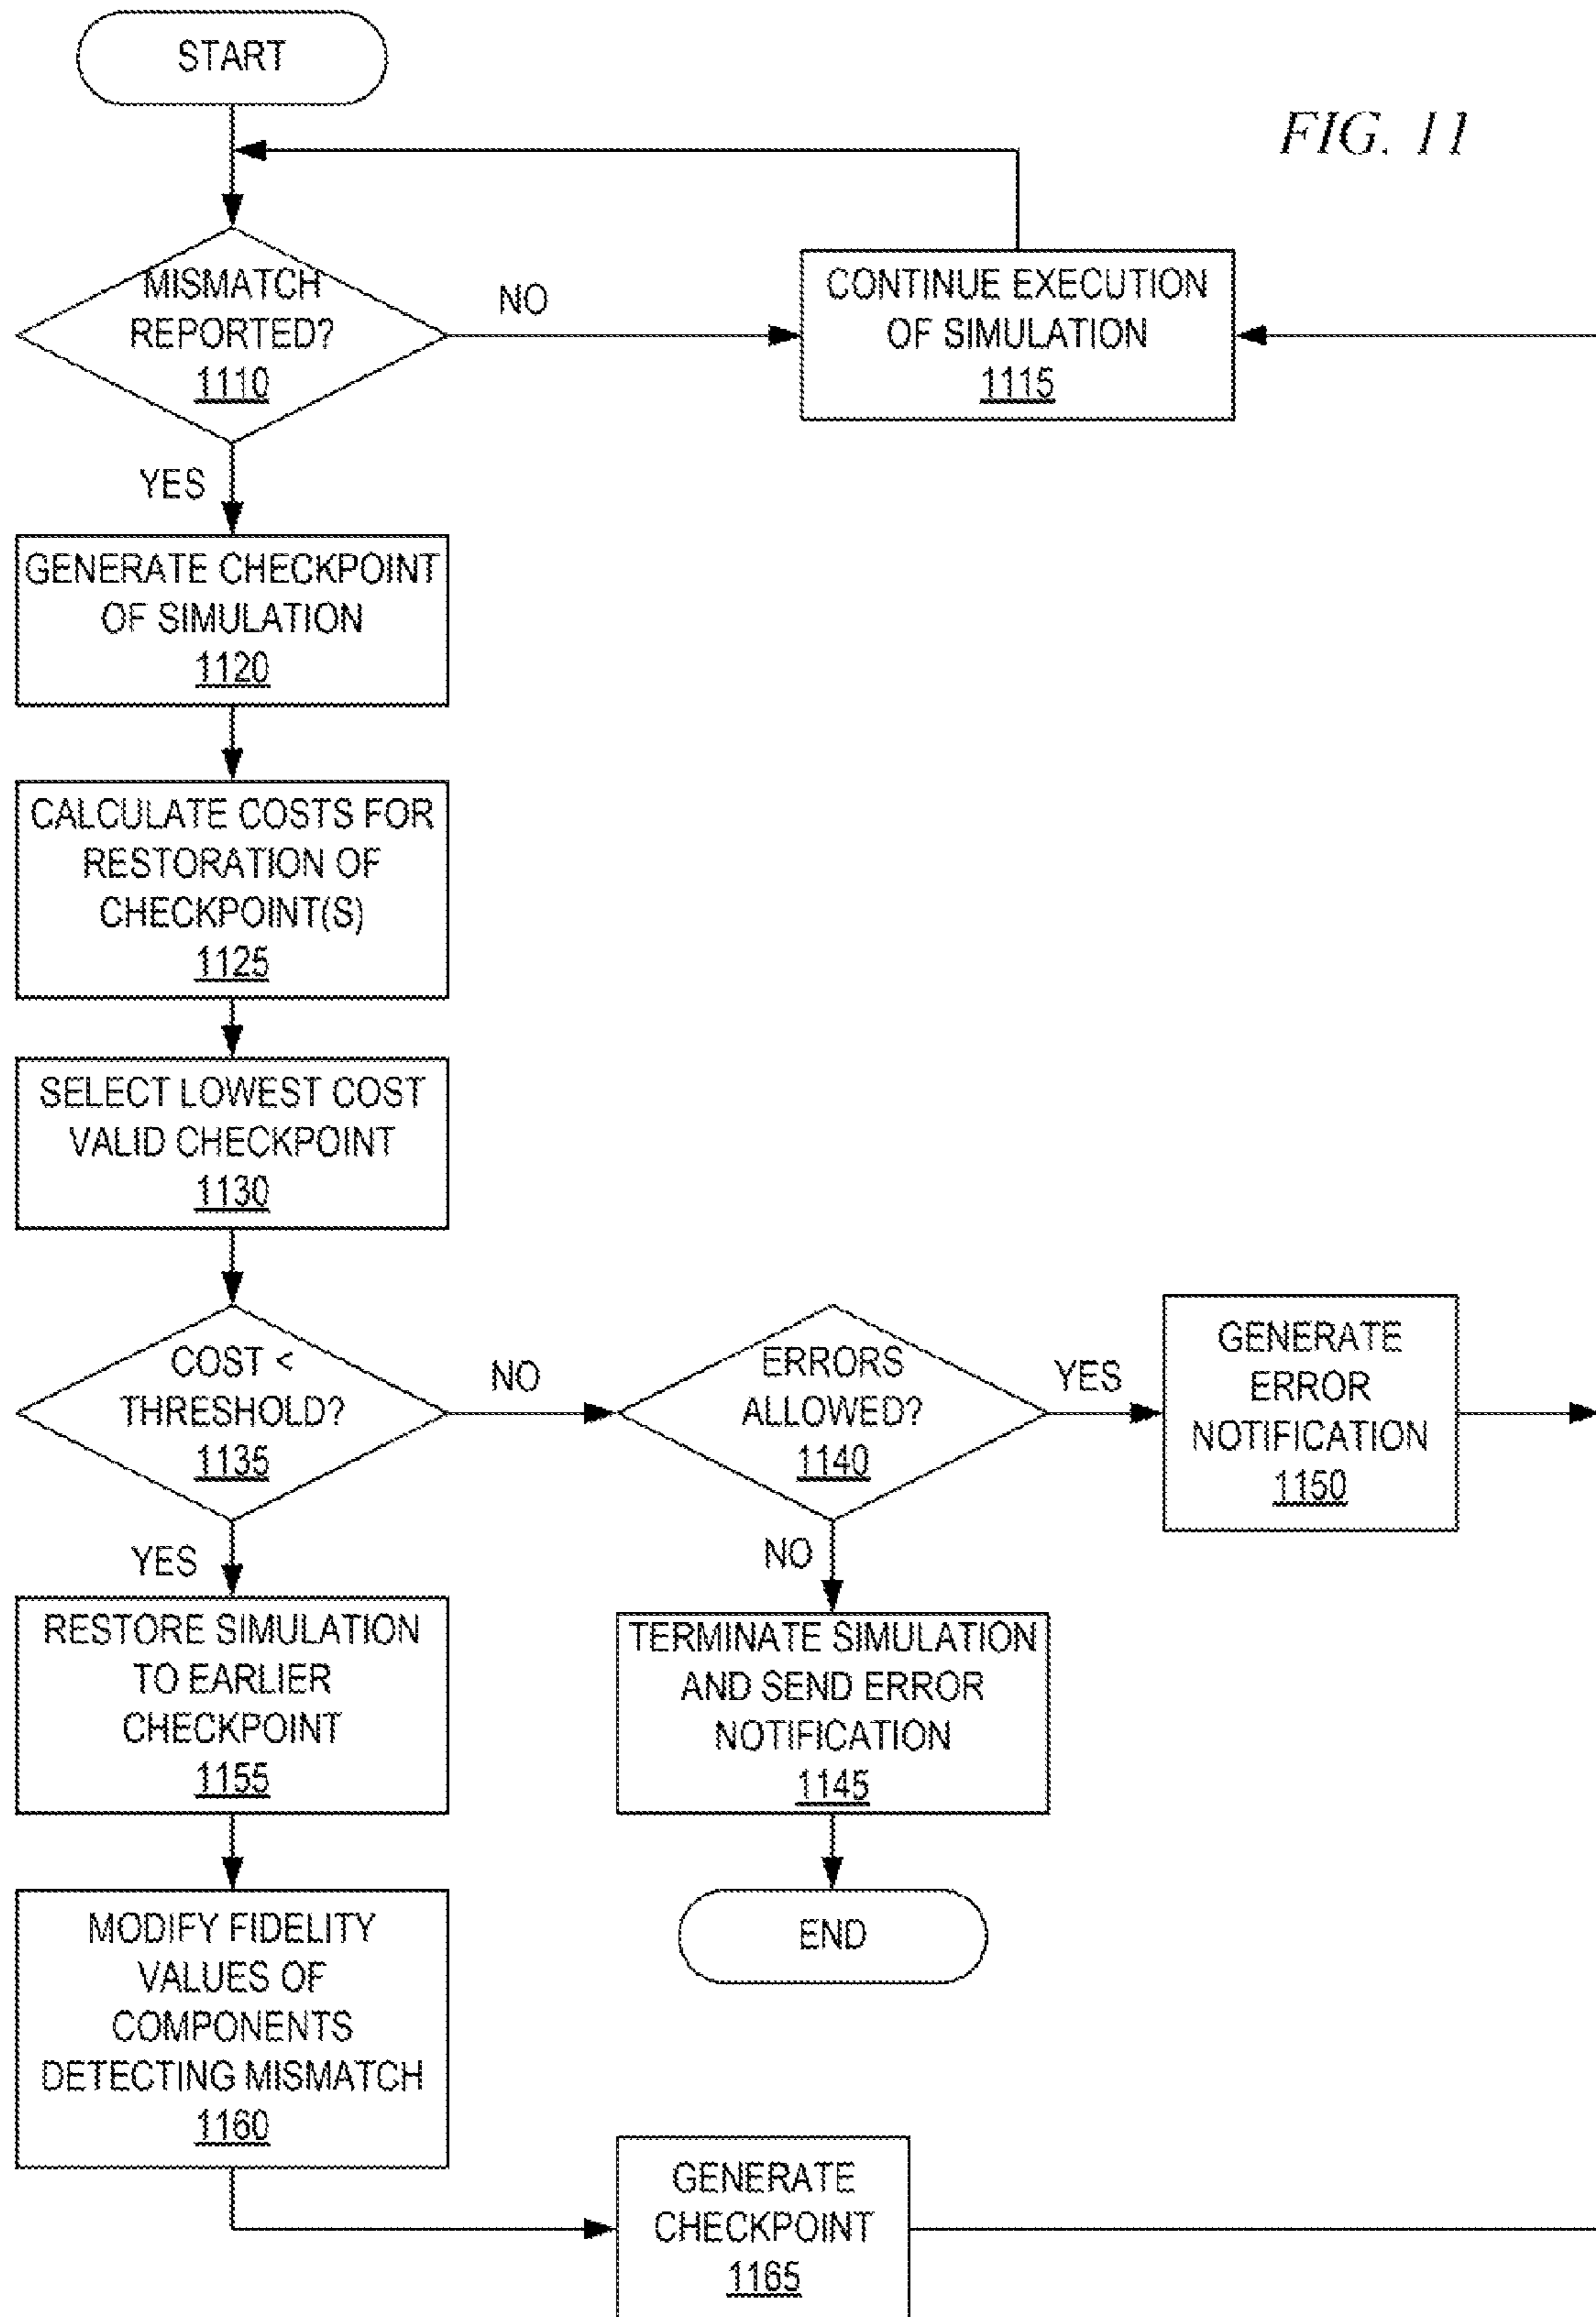 START
FIG. 11
MISMATCH
REPORTED?
1110
NO
CONTINUE EXECUTION
OF SIMULATION
1115
YES
GENERATE CHECKPOINT
OF SIMULATION
1120
CALCULATE COSTS FOR
RESTORATION OF
CHECKPOINT(S)
1125
SELECT LOWEST COST
VALID CHECKPOINT
1130
COST <
THRESHOLD?
1135
NO
ERRORS
ALLOWED?
1140
YES
GENERATE
ERROR
NOTIFICATION
1150
YES
NO
RESTORE SIMULATION
TO EARLIER
CHECKPOINT
1155
TERMINATE SIMULATION
AND SEND ERROR
NOTIFICATION
1145
MODIFY FIDELITY
VALUES OF
COMPONENTS
DETECTING MISMATCH
1160
END
GENERATE
CHECKPOINT
1165